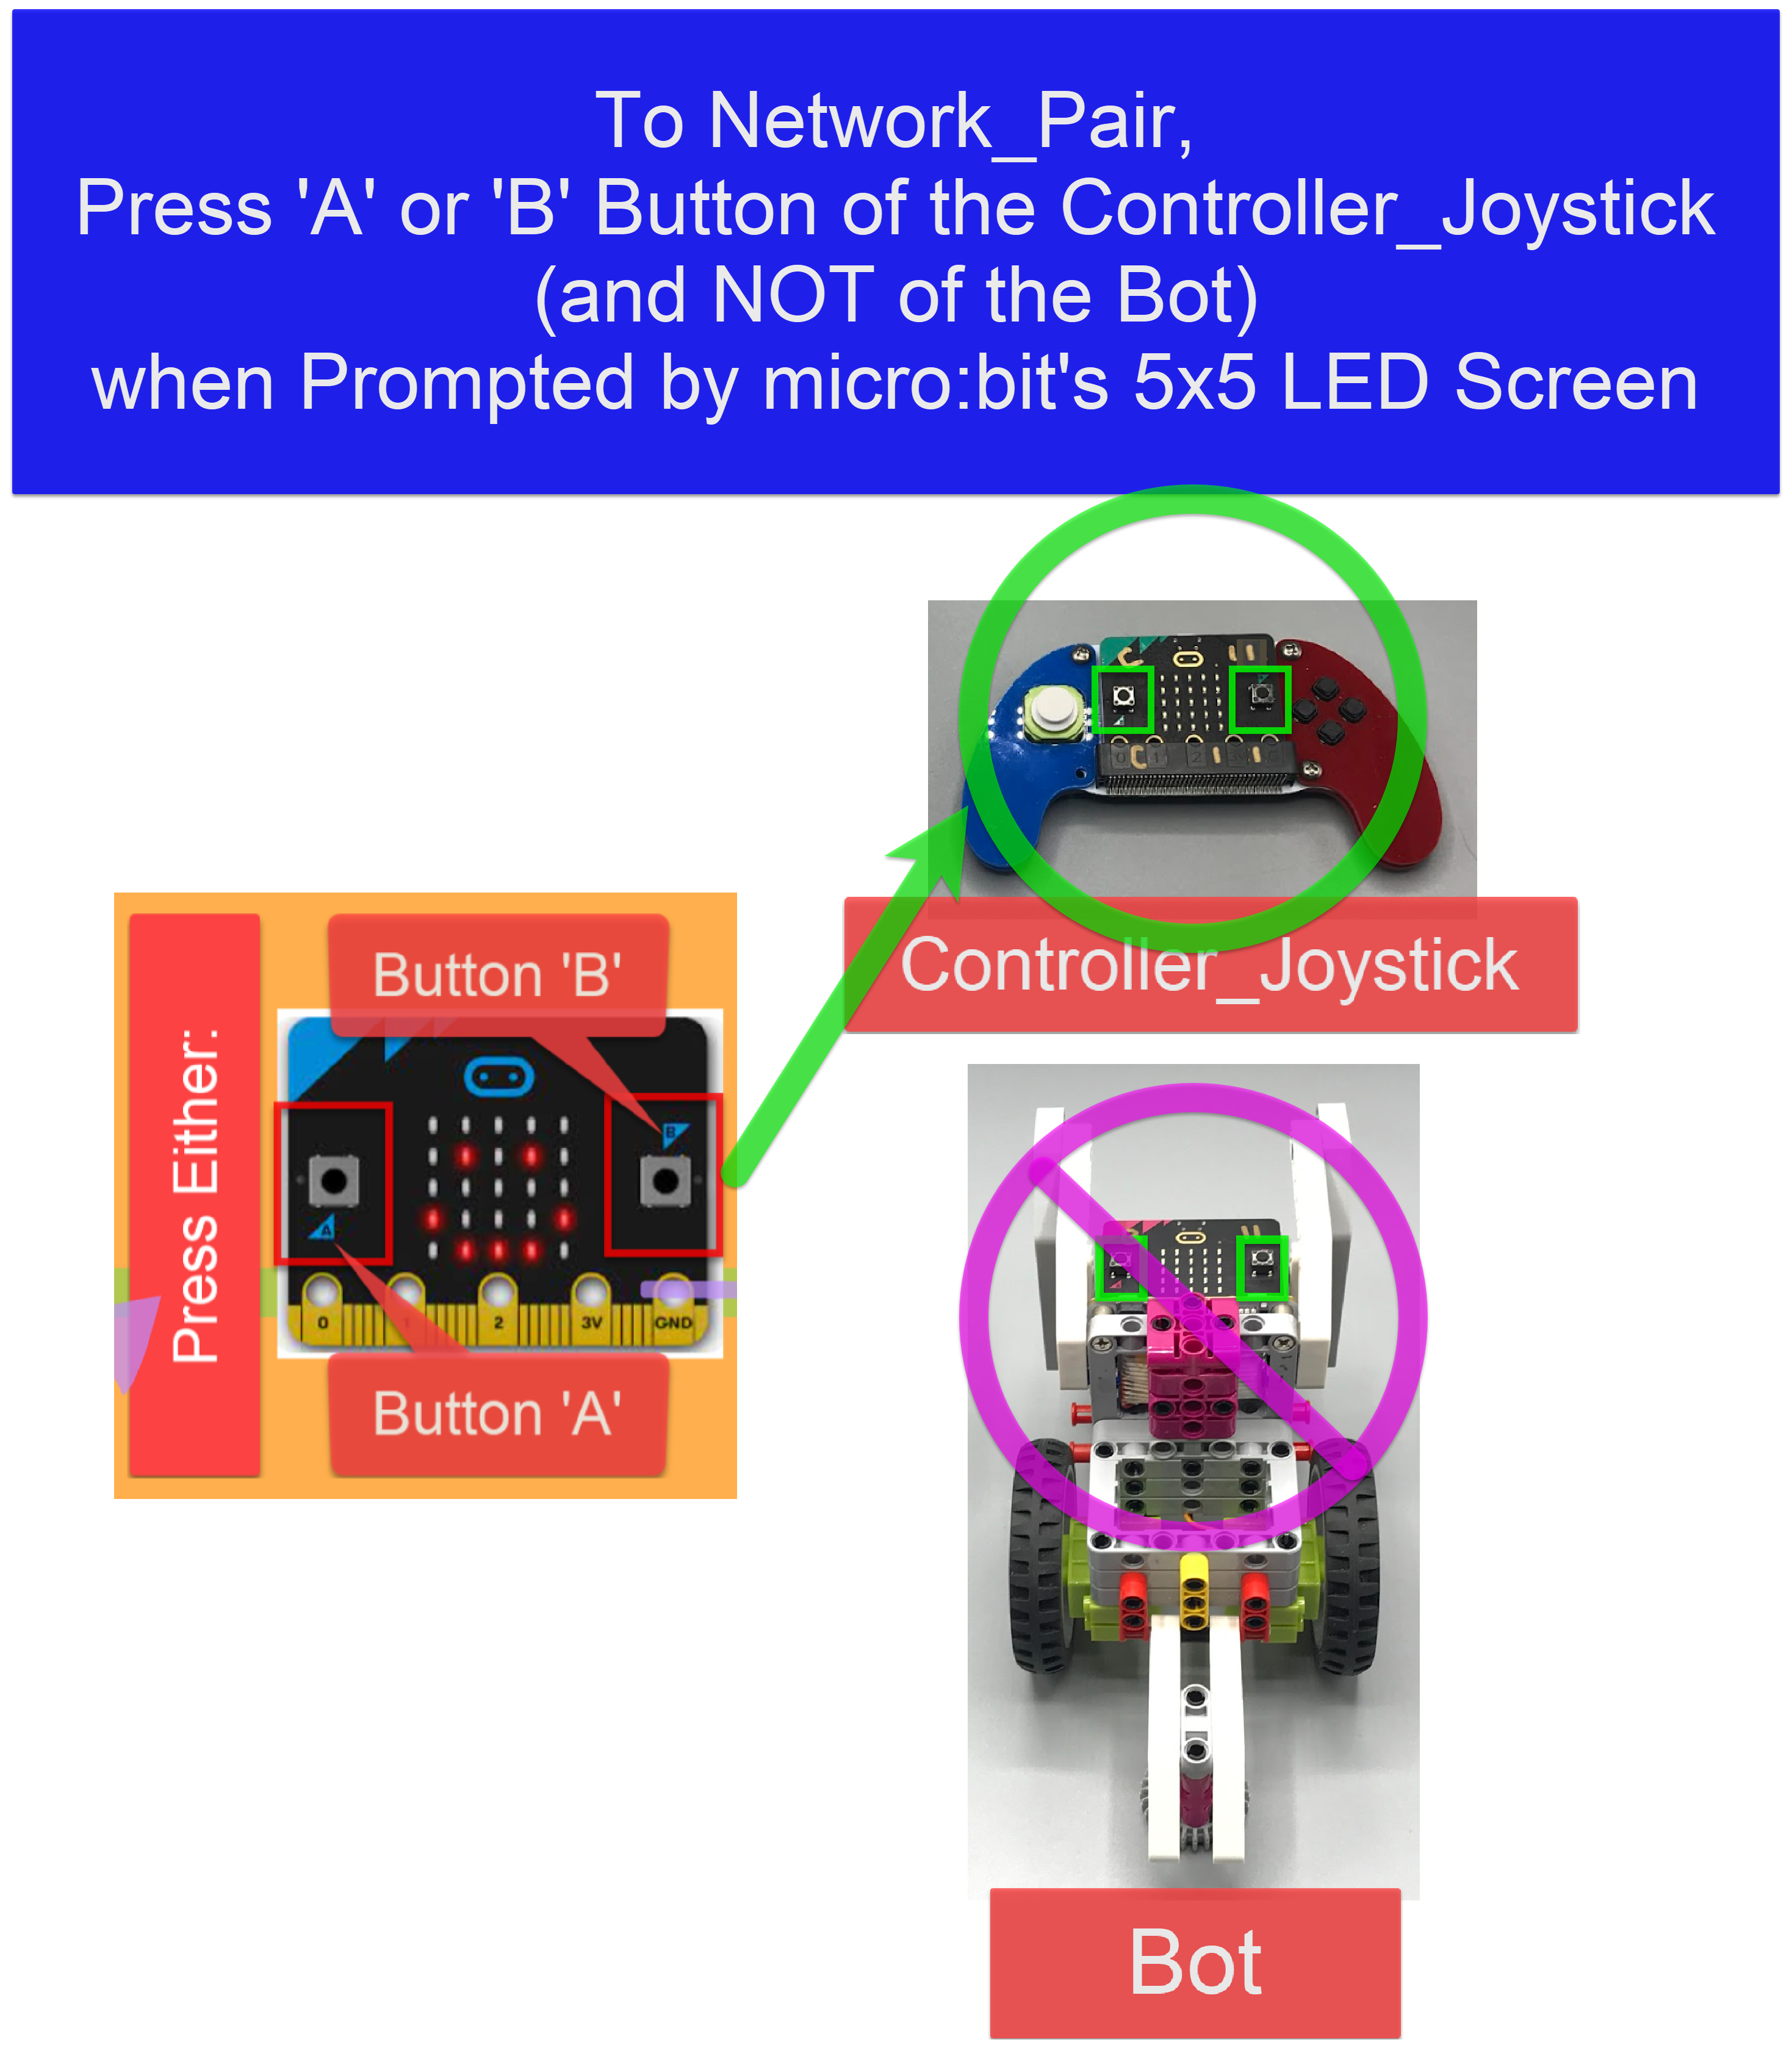 To Network_Pair,
Press 'A' or 'B' Button of the Controller_Joystick
(and NOT of the Bot)
when Prompted by micro:bit's 5x5 LED Screen
Controller_Joystick
Press Either:
Button 'B'
B
A
0 1 2 3V GND
Button 'A'
Bot